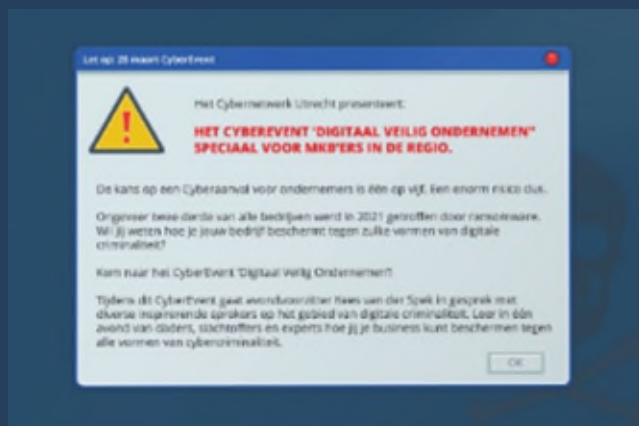 Let op: 28 maart CyberEvent
Het Cybernetwerk Utrecht presenteert:
HET CYBEREVENT 'DIGITAAL VEILIG ONDERNEMEN'
SPECIAAL VOOR MKB'ERS IN DE REGIO.
De kans op een Cyberaanval voor ondernemers is één op vijf. Een enorm risico dus.
Ongeveer twee derde van alle bedrijven werd in 2021 getroffen door ransomware.
Wil jij weten hoe je jouw bedrijf beschermt tegen zulke vormen van digitale
criminaliteit?
Kom naar het CyberEvent 'Digitaal Veilig Ondernemen'!
Tijdens dit CyberEvent gaat avondvoorzitter Kees van der Spek in gesprek met
diverse inspirerende sprekers op het gebied van digitale criminaliteit. Leer in één
avond van daders, slachtoffers en experts hoe jij je business kunt beschermen tegen
alle vormen van cybercriminaliteit.
OK